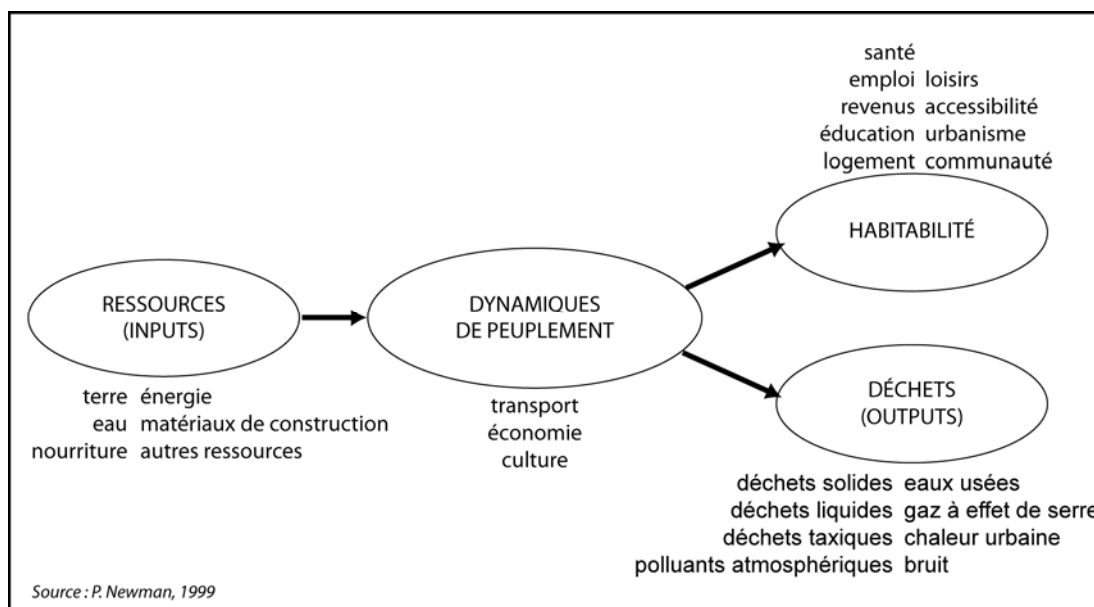 santé
emploi loisirs
revenus accessibilité
éducation urbanisme
logement communauté
HABITABILITÉ
RESSOURCES
(INPUTS)
terre énergie
eau matériaux de construction
nourriture autres ressources
DYNAMIQUES
DE PEUPLEMENT
transport
économie
culture
DÉCHETS
(OUTPUTS)
déchets solides eaux usées
déchets liquides gaz à effet de serre
déchets taxiques chaleur urbaine
polluants atmosphériques bruit
Source : P. Newman, 1999